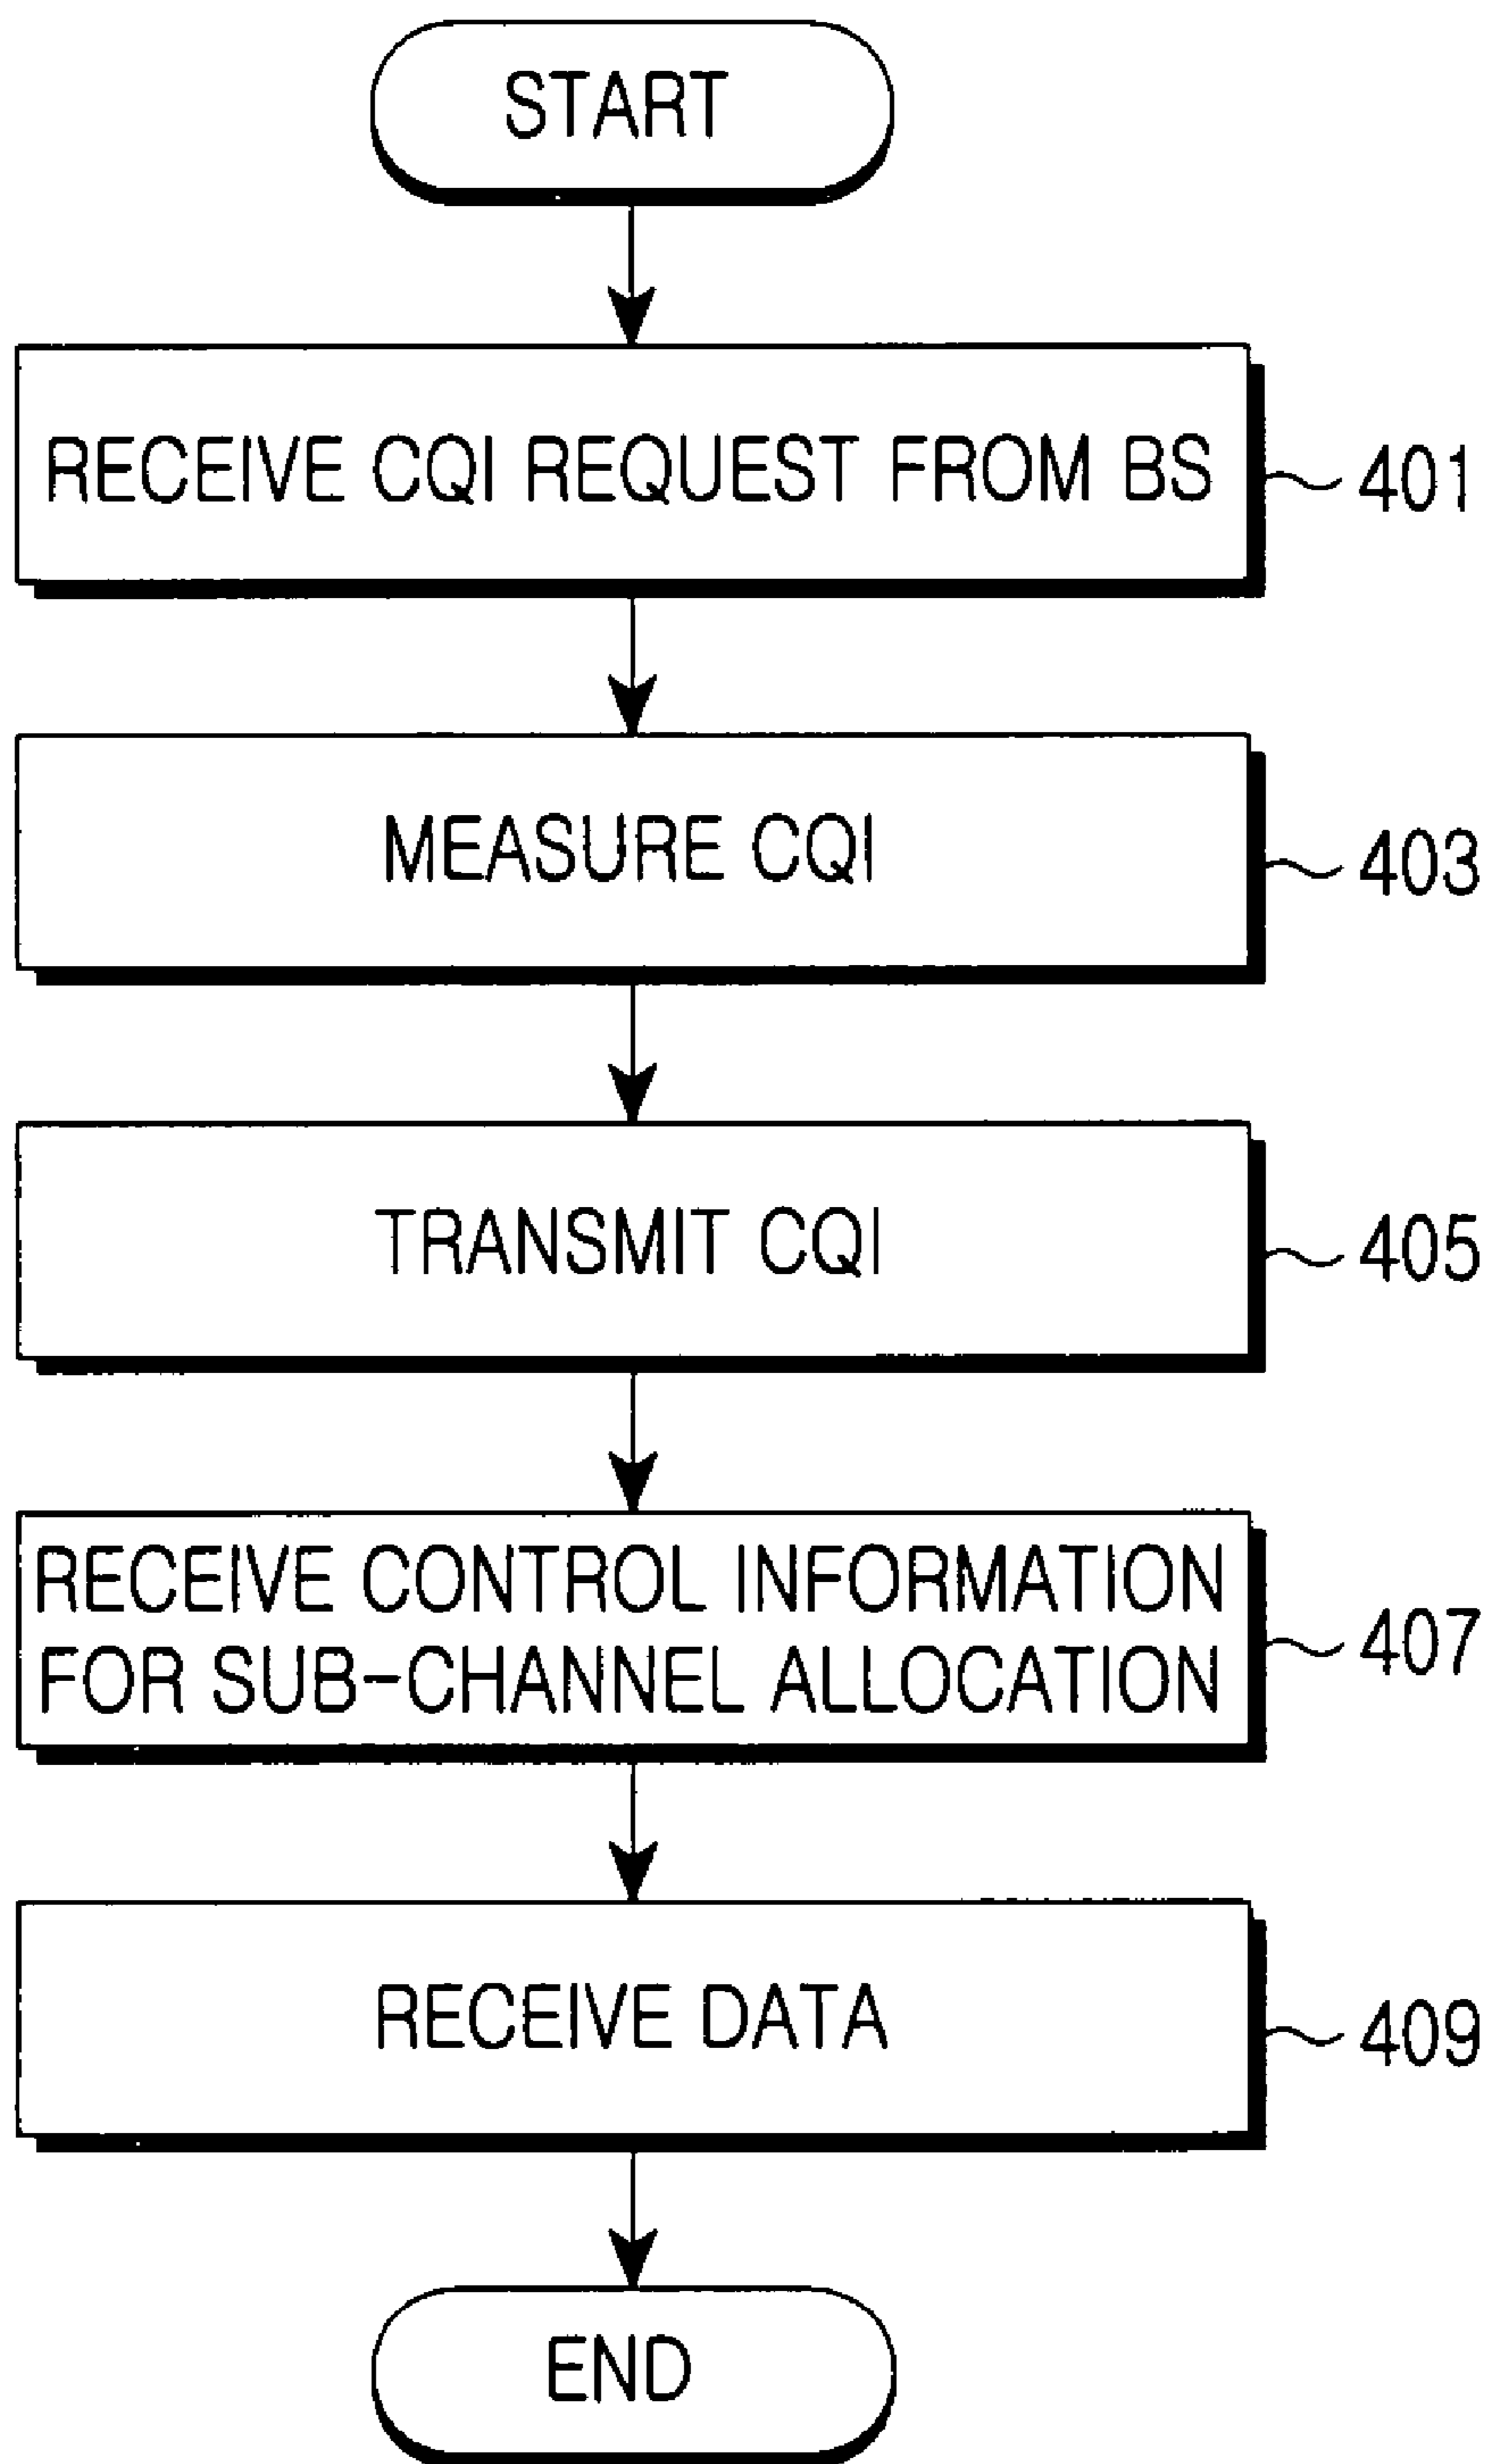 START
RECEIVE CQI REQUEST FROM BS
401
MEASURE CQI
403
TRANSMIT CQI
405
RECEIVE CONTROL INFORMATION
FOR SUB-CHANNEL ALLOCATION
407
RECEIVE DATA
409
END